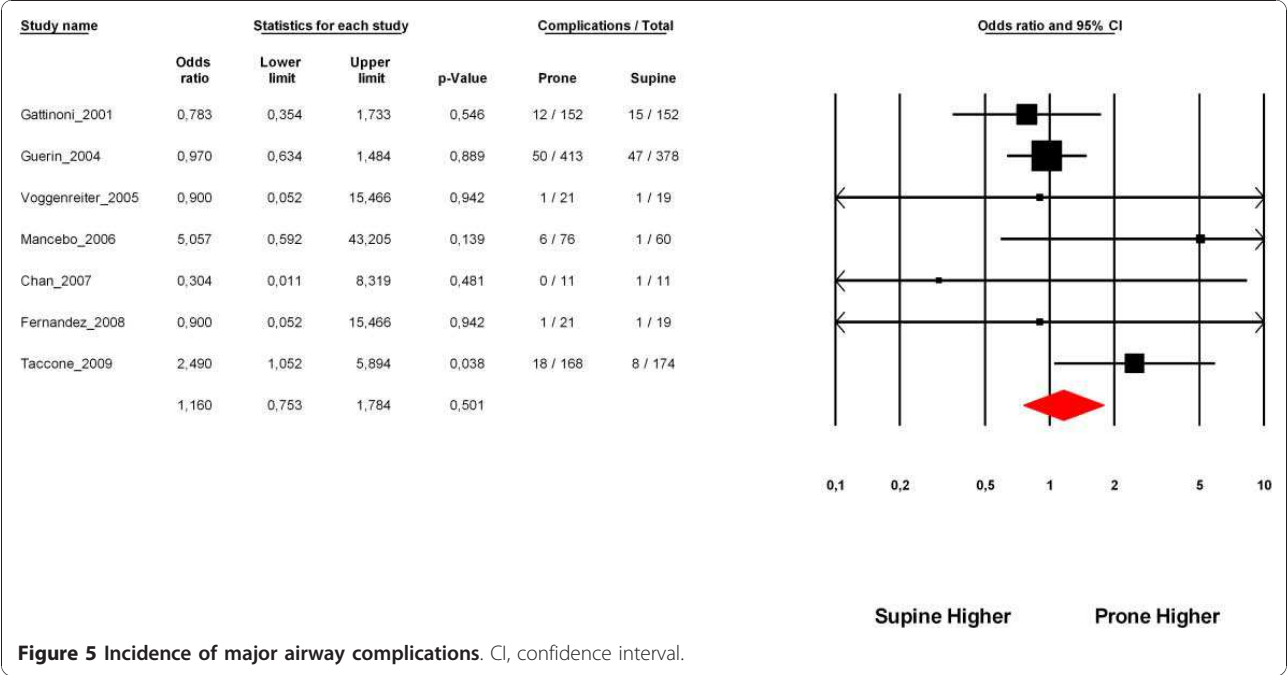 Study name Statistics for each study Complications / Total Odds ratio and 95% CI
Odds ratio Lower limit Upper limit p-Value Prone Supine
Gattinoni_2001 0,783 0,354 1,733 0,546 12 / 152 15 / 152
Guerin_2004 0,970 0,634 1,484 0,889 50 / 413 47 / 378
Voggenreiter_2005 0,900 0,052 15,466 0,942 1 / 21 1 / 19
Mancebo_2006 5,057 0,592 43,205 0,139 6 / 76 1 / 60
Chan_2007 0,304 0,011 8,319 0,481 0 / 11 1 / 11
Fernandez_2008 0,900 0,052 15,466 0,942 1 / 21 1 / 19
Taccone_2009 2,490 1,052 5,894 0,038 18 / 168 8 / 174
1,160 0,753 1,784 0,501
0,1 0,2 0,5 1 2 5 10
Supine Higher Prone Higher
Figure 5 Incidence of major airway complications. CI, confidence interval.